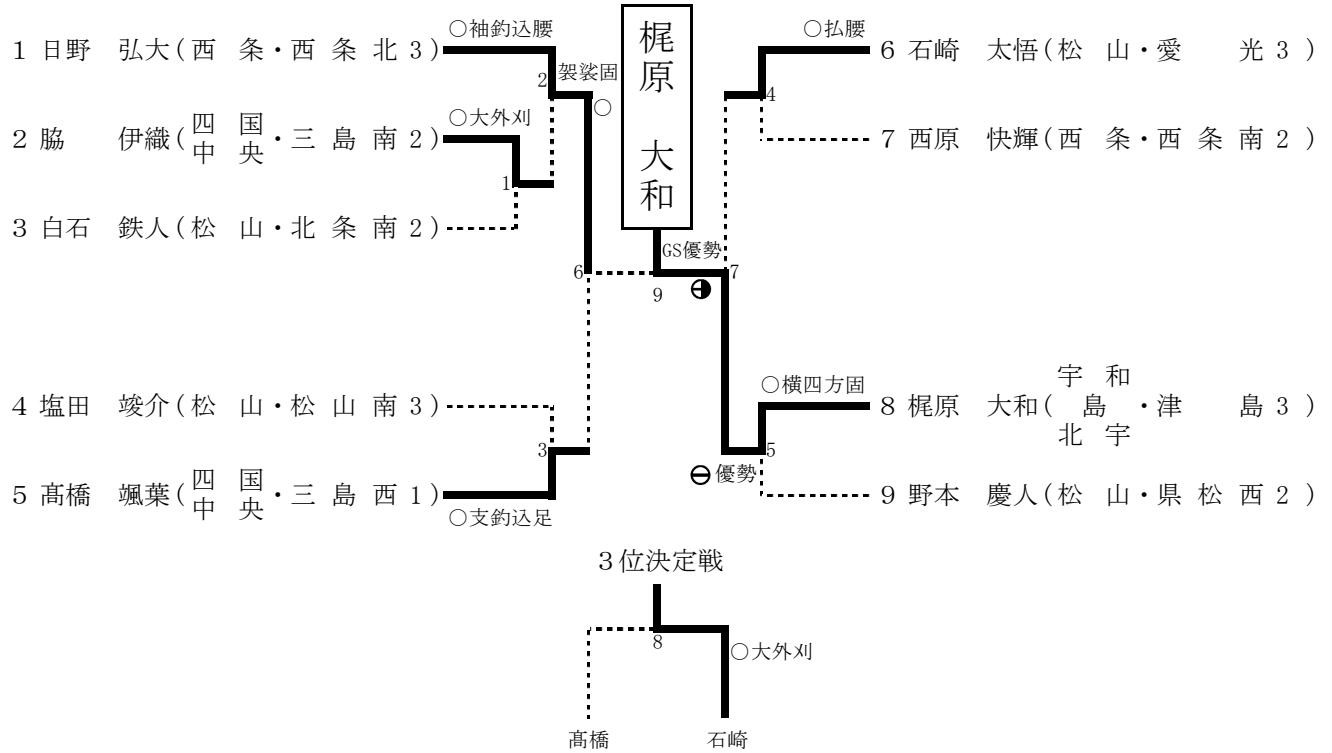 梶原 大和
1 日野 弘大(西 条・西 条 北 3)
○袖釣込腰
2
袈裟固
○
2 脇 伊織(四国中央・三 島 南 2)
○大外刈
1
3 白石 鉄人(松 山・北 条 南 2)
6
4 塩田 竣介(松 山・松 山 南 3)
3
5 髙橋 颯葉(四国中央・三 島 西 1)
○支釣込足
GS優勢
9
7
○払腰
6 石崎 太悟(松 山・愛 光 3)
4
7 西原 快輝(西 条・西 条 南 2)
○横四方固
8 梶原 大和(宇和島北宇・津 島 3)
5
優勢
9 野本 慶人(松 山・県 松 西 2)
3位決定戦
8
○大外刈
髙橋 石崎